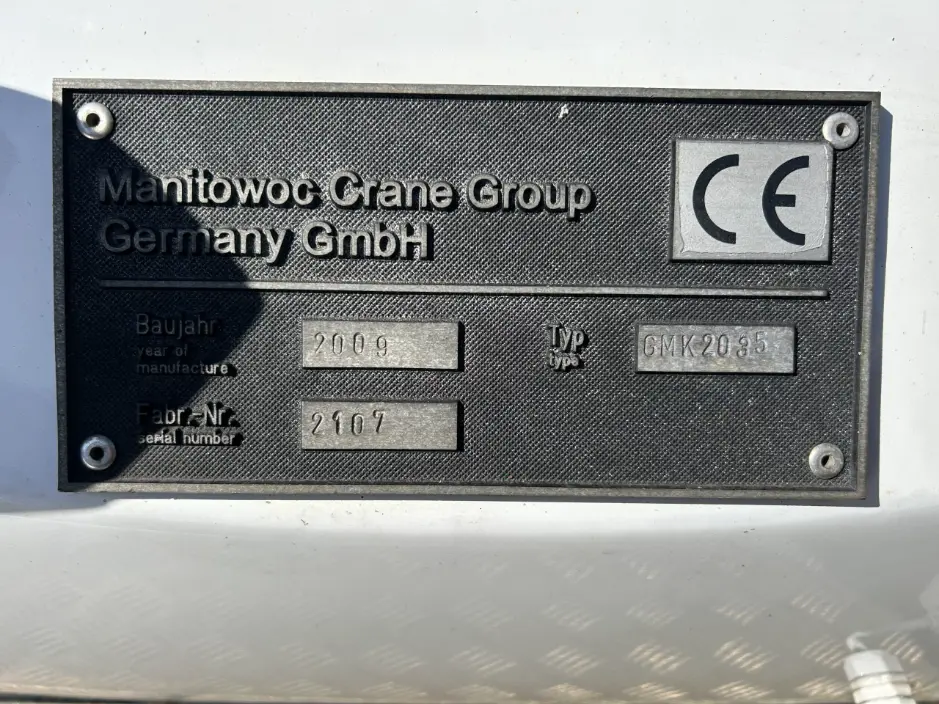 Manitowoc Crane Group
Germany GmbH
CE
Baujahr
year of
manufacture
2009
Typ
type
GMK2035
Fabr.-Nr.
serial number
2107